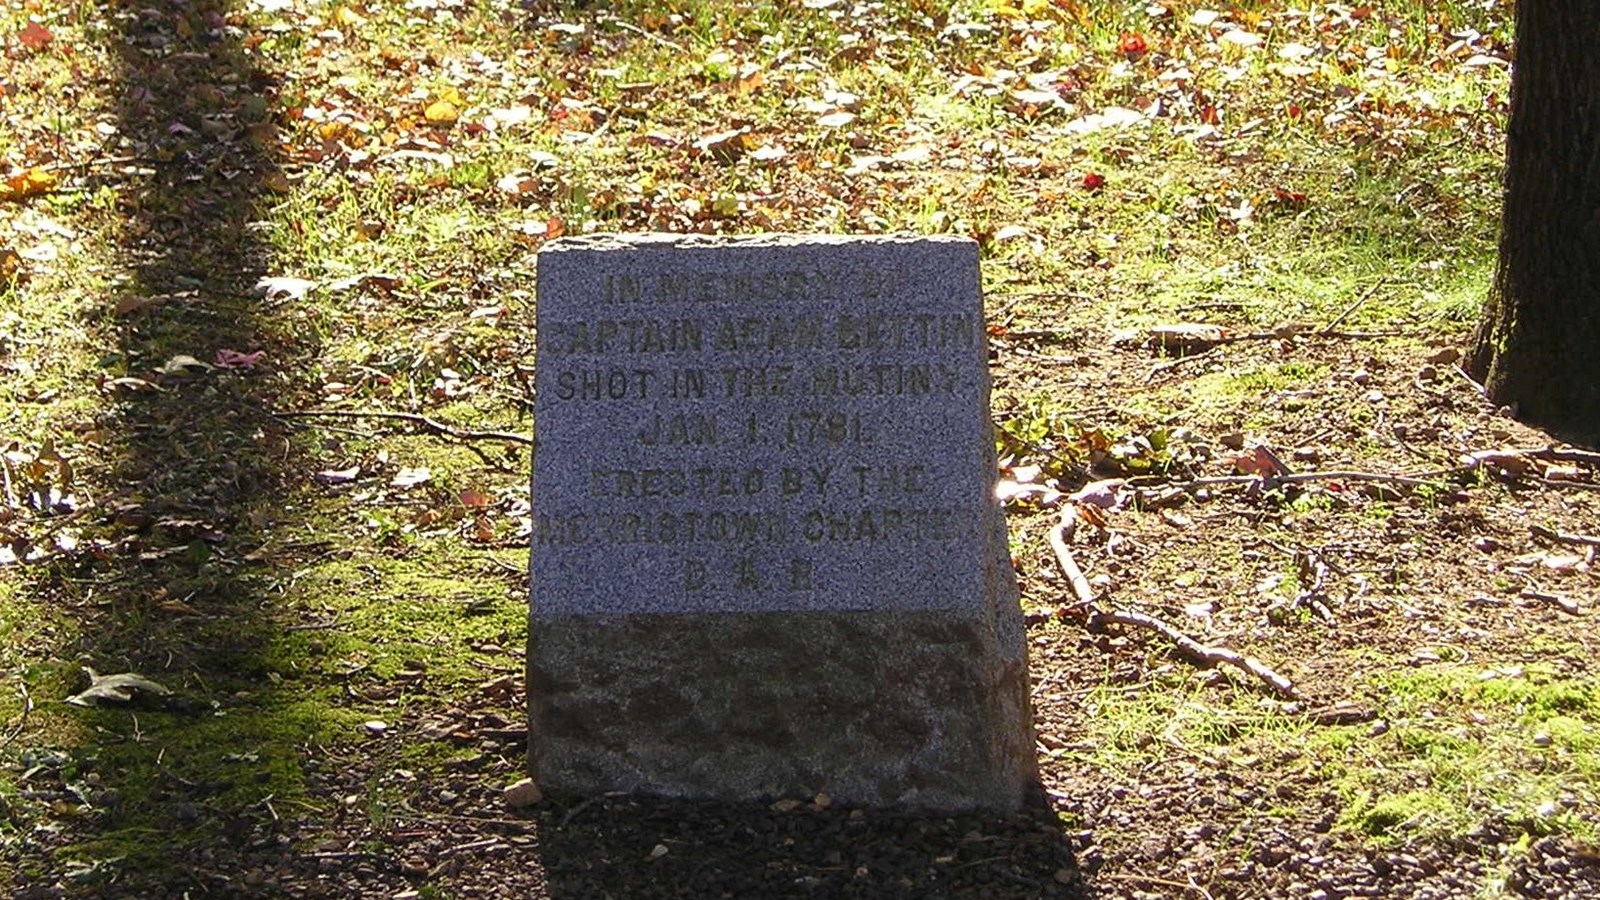 IN MEMORY OF
CAPTAIN ADAM BETTIN
SHOT IN THE MUTINY
JAN. 1. 1781.
ERECTED BY THE
MORRISTOWN CHAPTER
D. A. R.